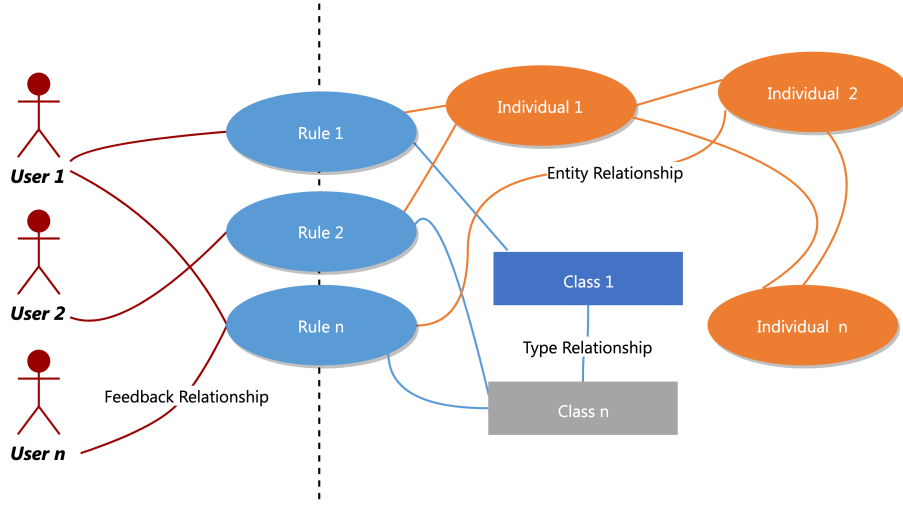 User 1
User 2
User n
Feedback Relationship
Rule 1
Rule 2
Rule n
Individual 1
Individual 2
Entity Relationship
Class 1
Type Relationship
Class n
Individual n